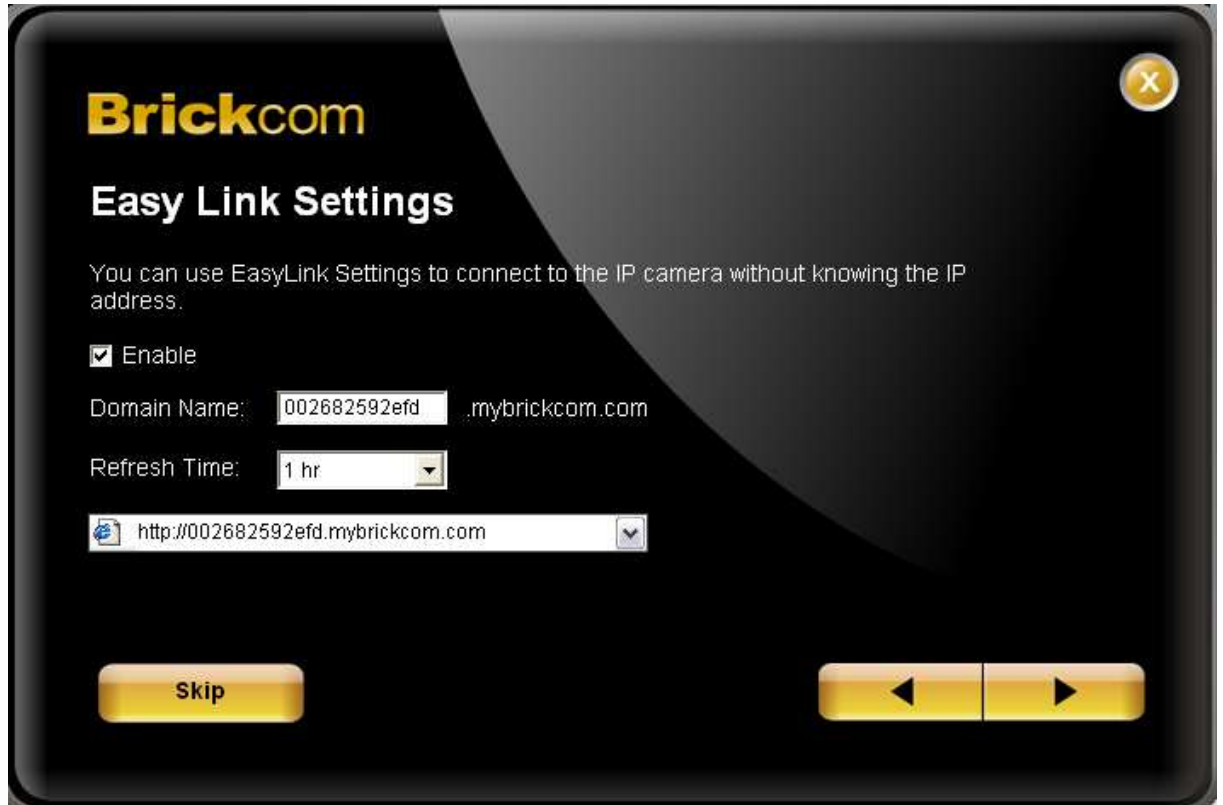 Brickcom
X
Easy Link Settings
You can use EasyLink Settings to connect to the IP camera without knowing the IP
address.
Enable
Domain Name: 002682592efd .mybrickcom.com
Refresh Time: 1 hr
http://002682592efd.mybrickcom.com
Skip